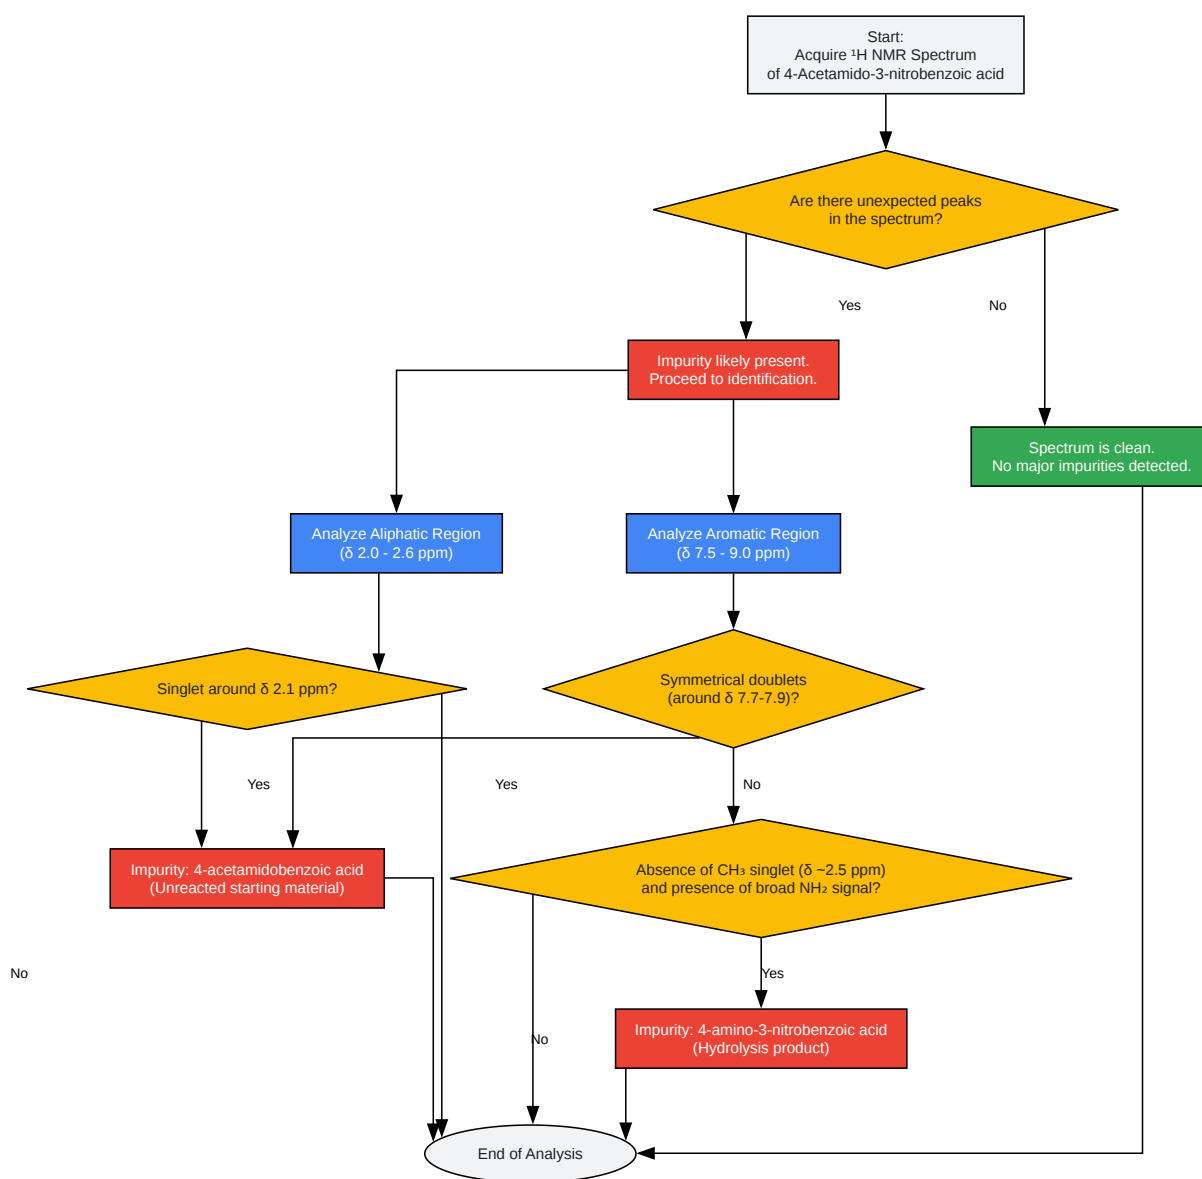 Start:
Acquire ¹H NMR Spectrum
of 4-Acetamido-3-nitrobenzoic acid
Are there unexpected peaks
in the spectrum?
Yes
No
Impurity likely present.
Proceed to identification.
Spectrum is clean.
No major impurities detected.
Analyze Aliphatic Region
(δ 2.0 - 2.6 ppm)
Analyze Aromatic Region
(δ 7.5 - 9.0 ppm)
Singlet around δ 2.1 ppm?
Symmetrical doublets
(around δ 7.7-7.9)?
Yes
Yes
No
Impurity: 4-acetamidobenzoic acid
(Unreacted starting material)
Absence of CH₃ singlet (δ ~2.5 ppm)
and presence of broad NH₂ signal?
No
Yes
Impurity: 4-amino-3-nitrobenzoic acid
(Hydrolysis product)
No
End of Analysis